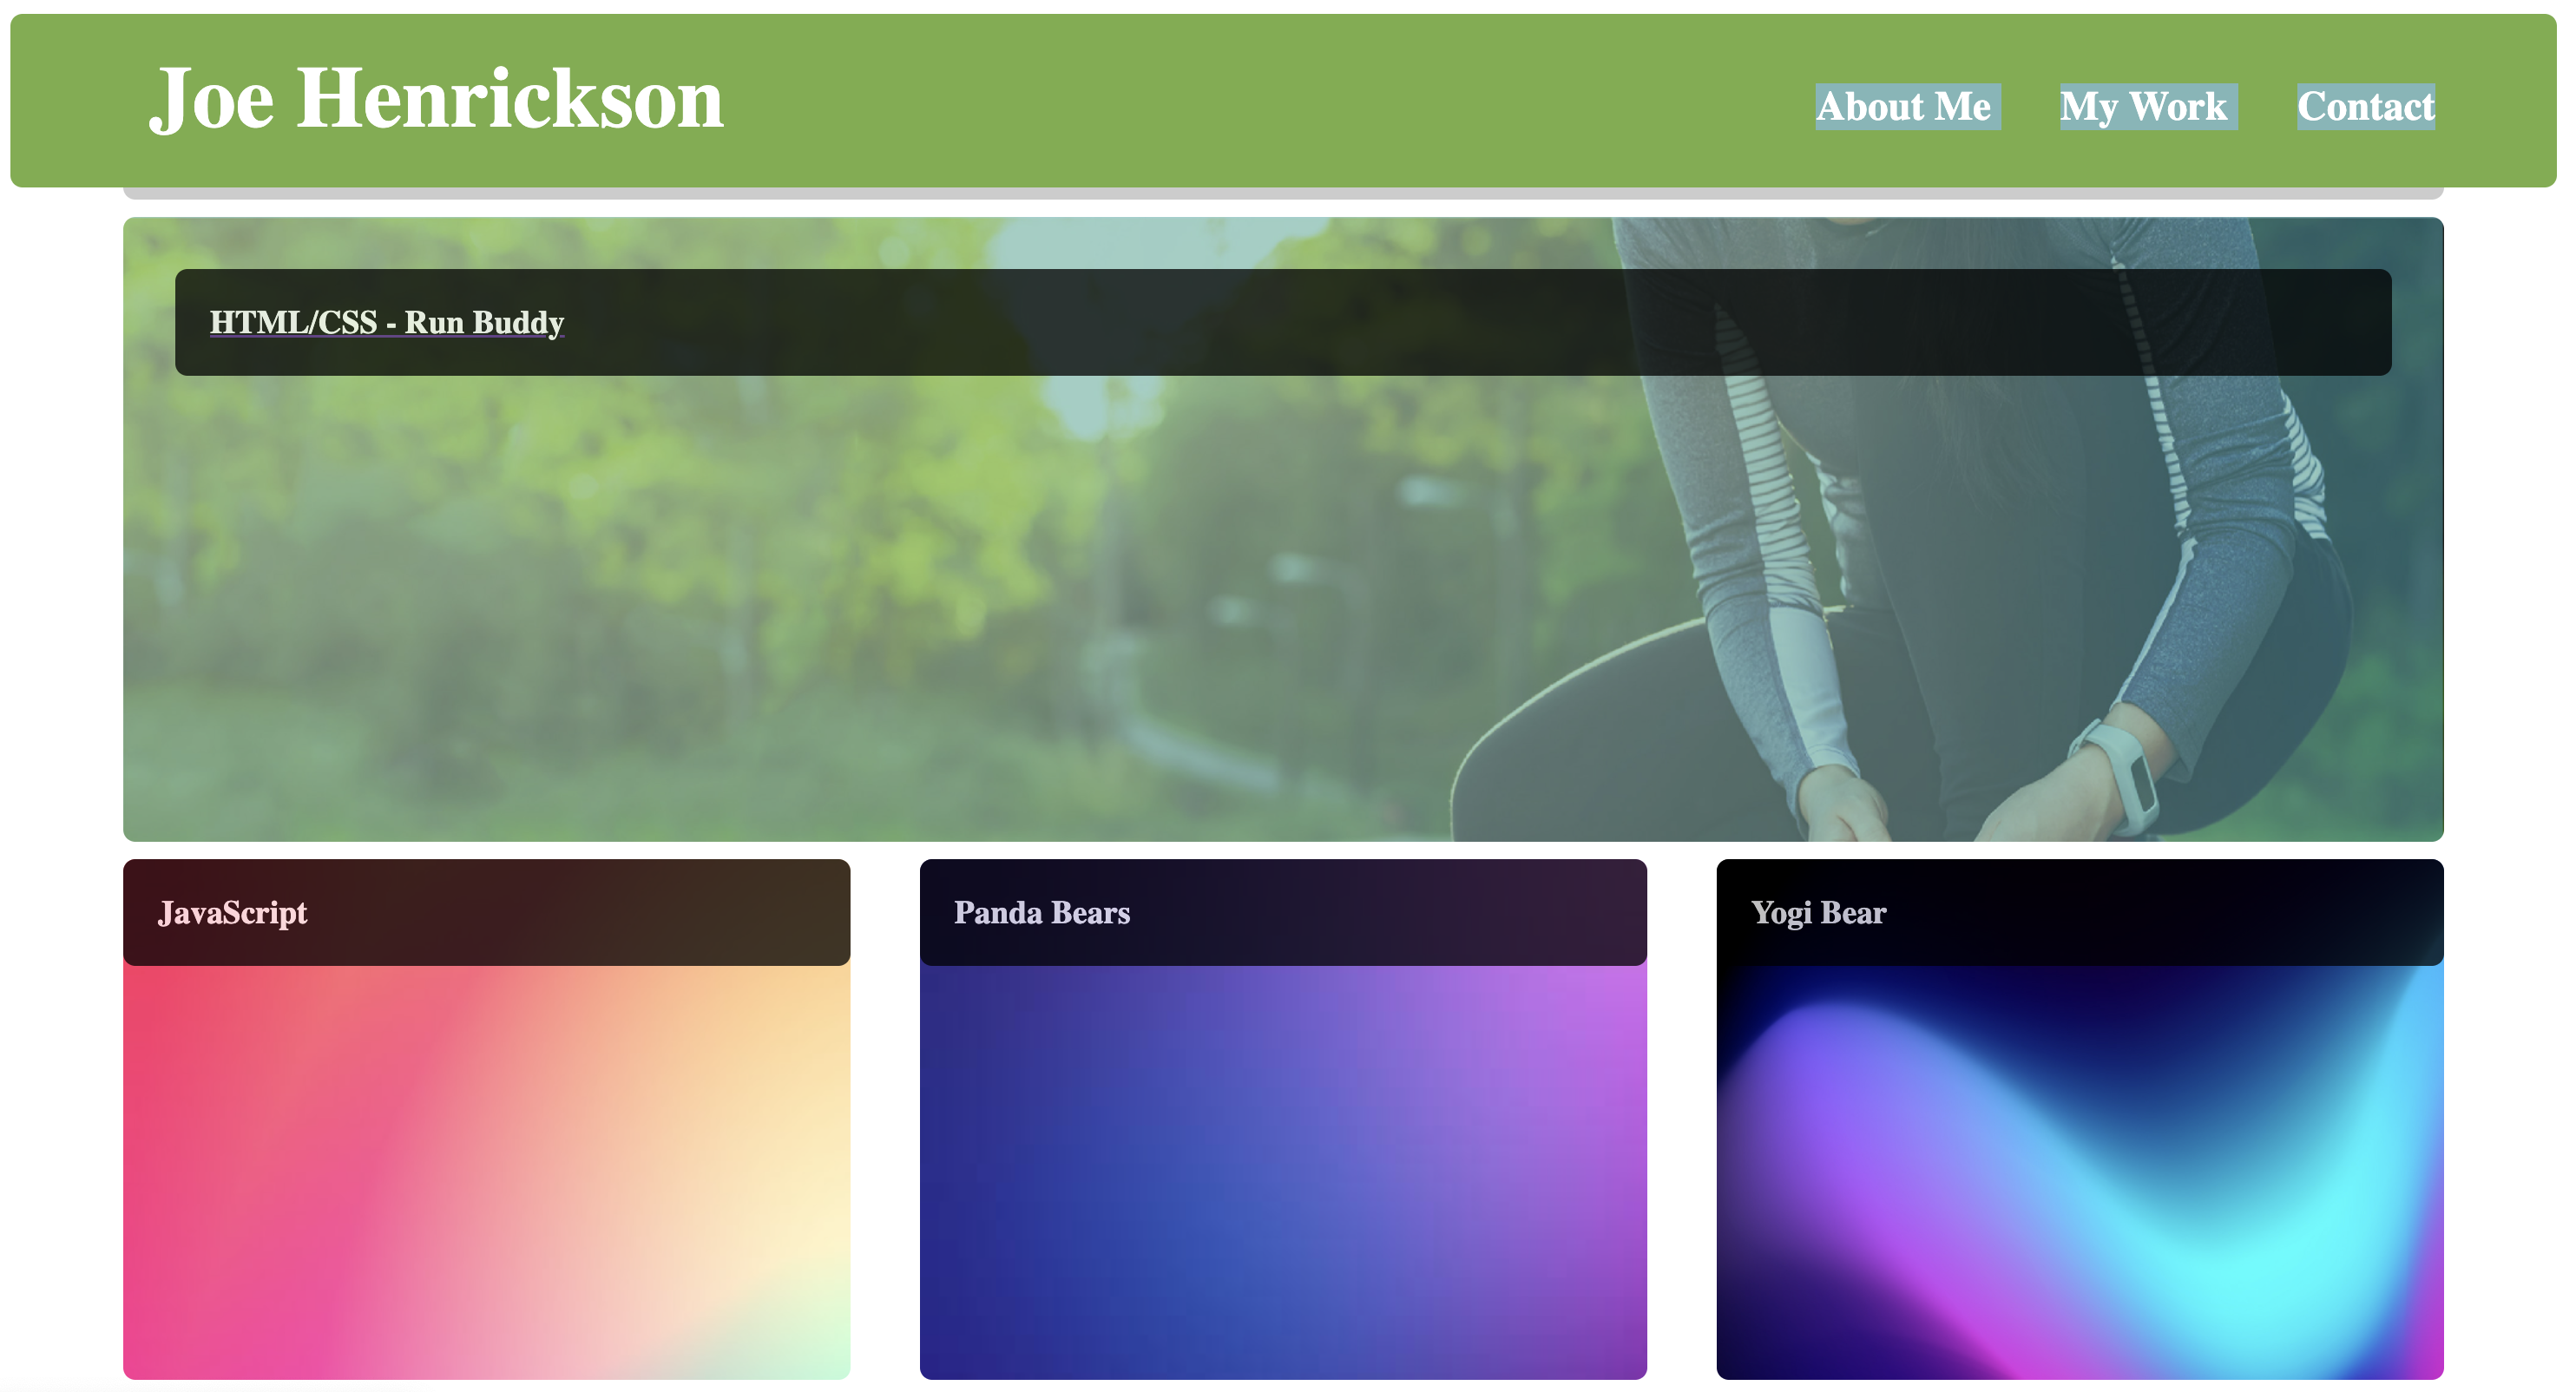 Joe Henrickson
About Me My Work Contact
HTML/CSS - Run Buddy
JavaScript
Panda Bears
Yogi Bear